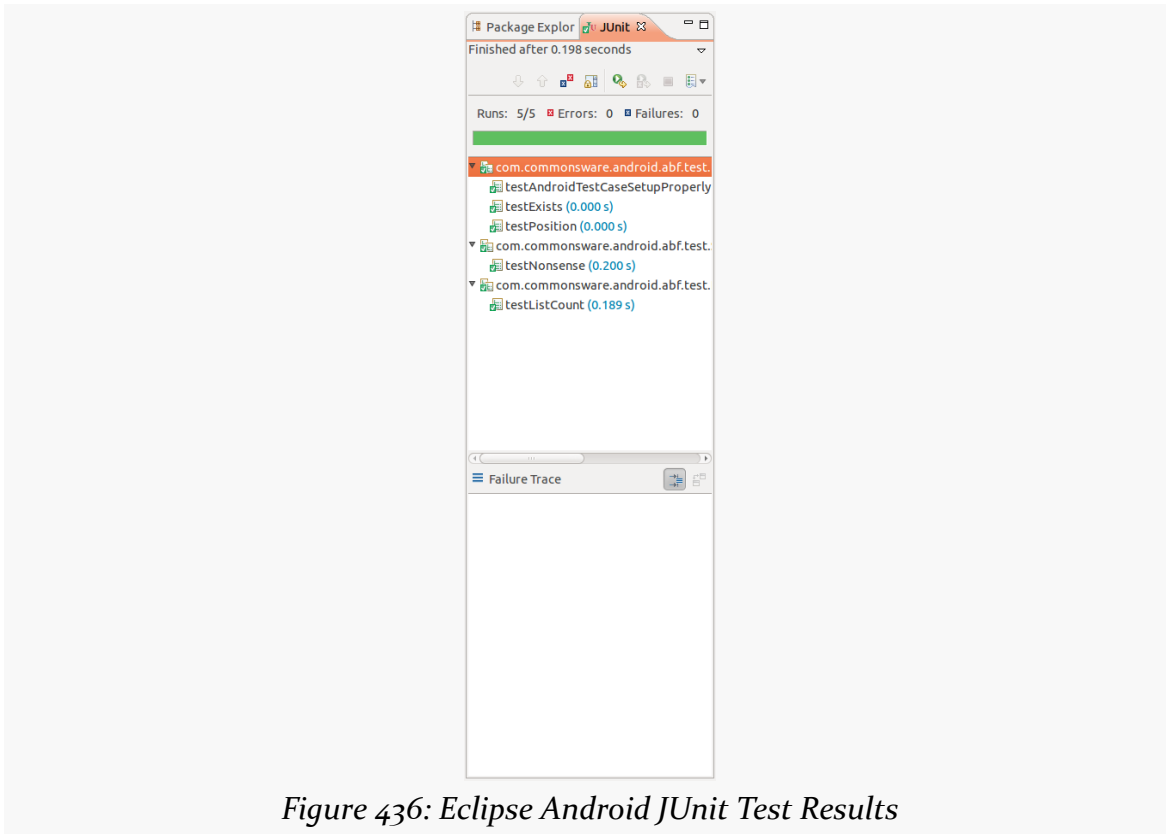 Package Explor JUnit
Finished after 0.198 seconds
Runs: 5/5 Errors: 0 Failures: 0
com.commonsware.android.abf.test.
testAndroidTestCaseSetupProperly
testExists (0.000 s)
testPosition (0.000 s)
com.commonsware.android.abf.test.
testNonsense (0.200 s)
com.commonsware.android.abf.test.
testListCount (0.189 s)
Failure Trace
Figure 436: Eclipse Android JUnit Test Results